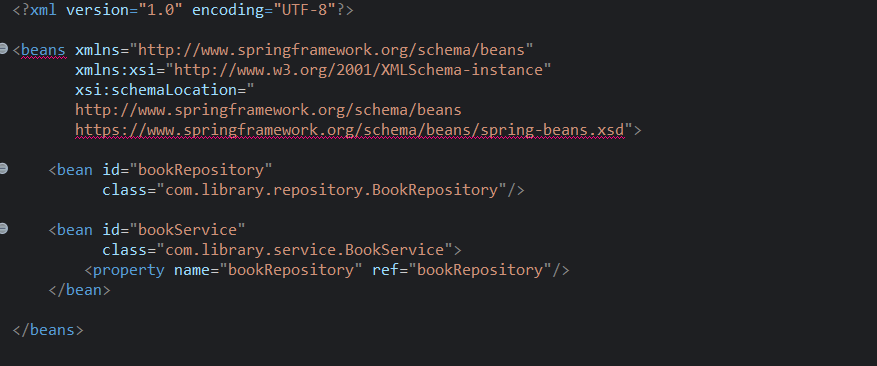 <?xml version="1.0" encoding="UTF-8"?>
<beans xmlns="http://www.springframework.org/schema/beans"
xmlns:xsi="http://www.w3.org/2001/XMLSchema-instance"
xsi:schemaLocation="
http://www.springframework.org/schema/beans
https://www.springframework.org/schema/beans/spring-beans.xsd">
<bean id="bookRepository"
class="com.library.repository.BookRepository"/>
<bean id="bookService"
class="com.library.service.BookService">
<property name="bookRepository" ref="bookRepository"/>
</bean>
</beans>